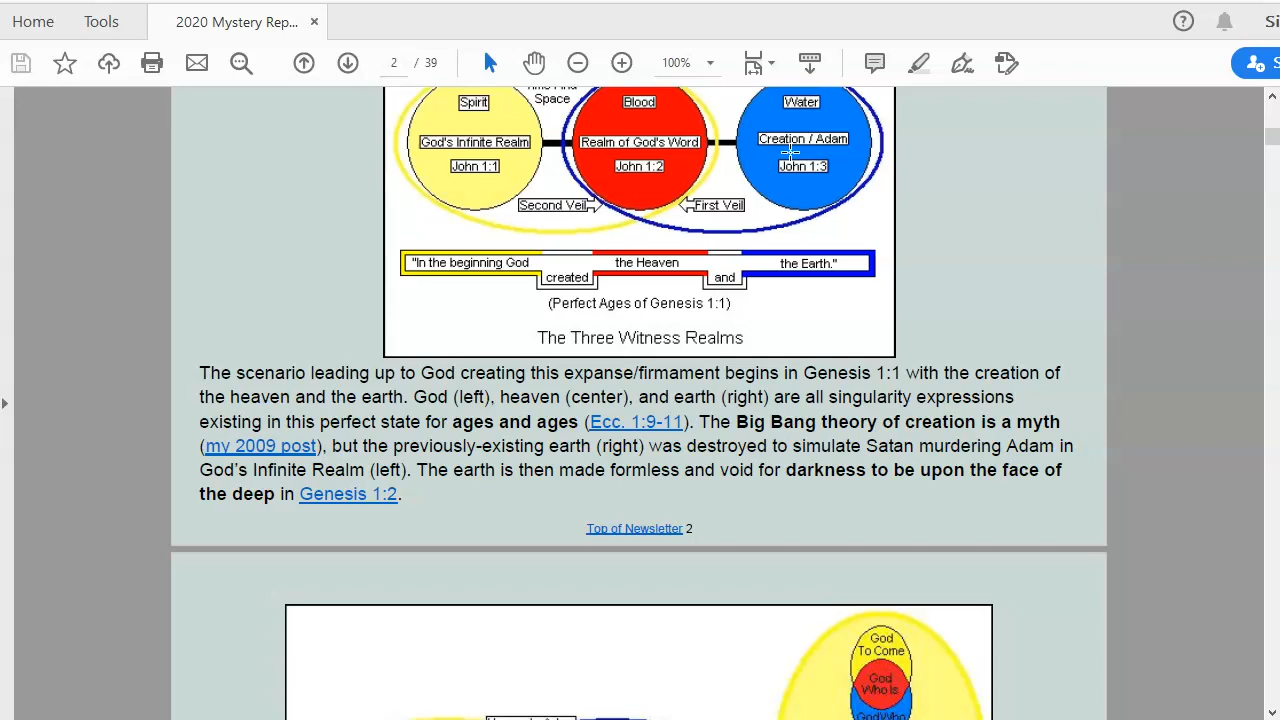 Home
Tools
2020 Mystery Rep... ×
Si
2 / 39
100%
S
Space
Spirit
Blood
Water
God's Infinite Realm
Realm of God's Word
Creation / Adam
John 1:1
John 1:2
John 1:3
Second Veil
First Veil
"In the beginning God
created
the Heaven
and
the Earth."
(Perfect Ages of Genesis 1:1)
The Three Witness Realms
The scenario leading up to God creating this expanse/firmament begins in Genesis 1:1 with the creation of
the heaven and the earth. God (left), heaven (center), and earth (right) are all singularity expressions
existing in this perfect state for ages and ages (Ecc. 1:9-11). The Big Bang theory of creation is a myth
(my 2009 post), but the previously-existing earth (right) was destroyed to simulate Satan murdering Adam in
God's Infinite Realm (left). The earth is then made formless and void for darkness to be upon the face of
the deep in Genesis 1:2.
Top of Newsletter 2
God
To Come
God
Who Is
God Who